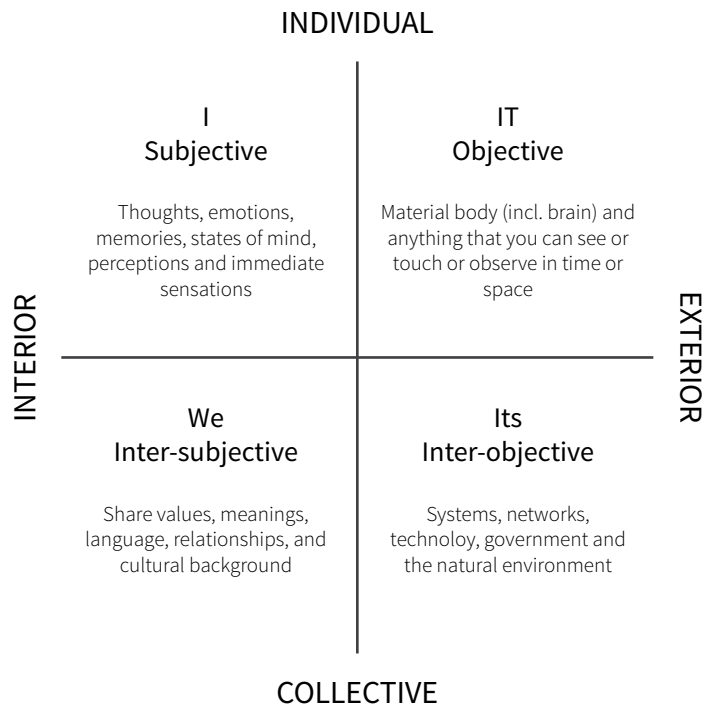 INDIVIDUAL
I
Subjective
Thoughts, emotions,
memories, states of mind,
perceptions and immediate
sensations
IT
Objective
Material body (incl. brain) and
anything that you can see or
touch or observe in time or
space
INTERIOR
EXTERIOR
We
Inter-subjective
Share values, meanings,
language, relationships, and
cultural background
Its
Inter-objective
Systems, networks,
technoloy, government and
the natural environment
COLLECTIVE